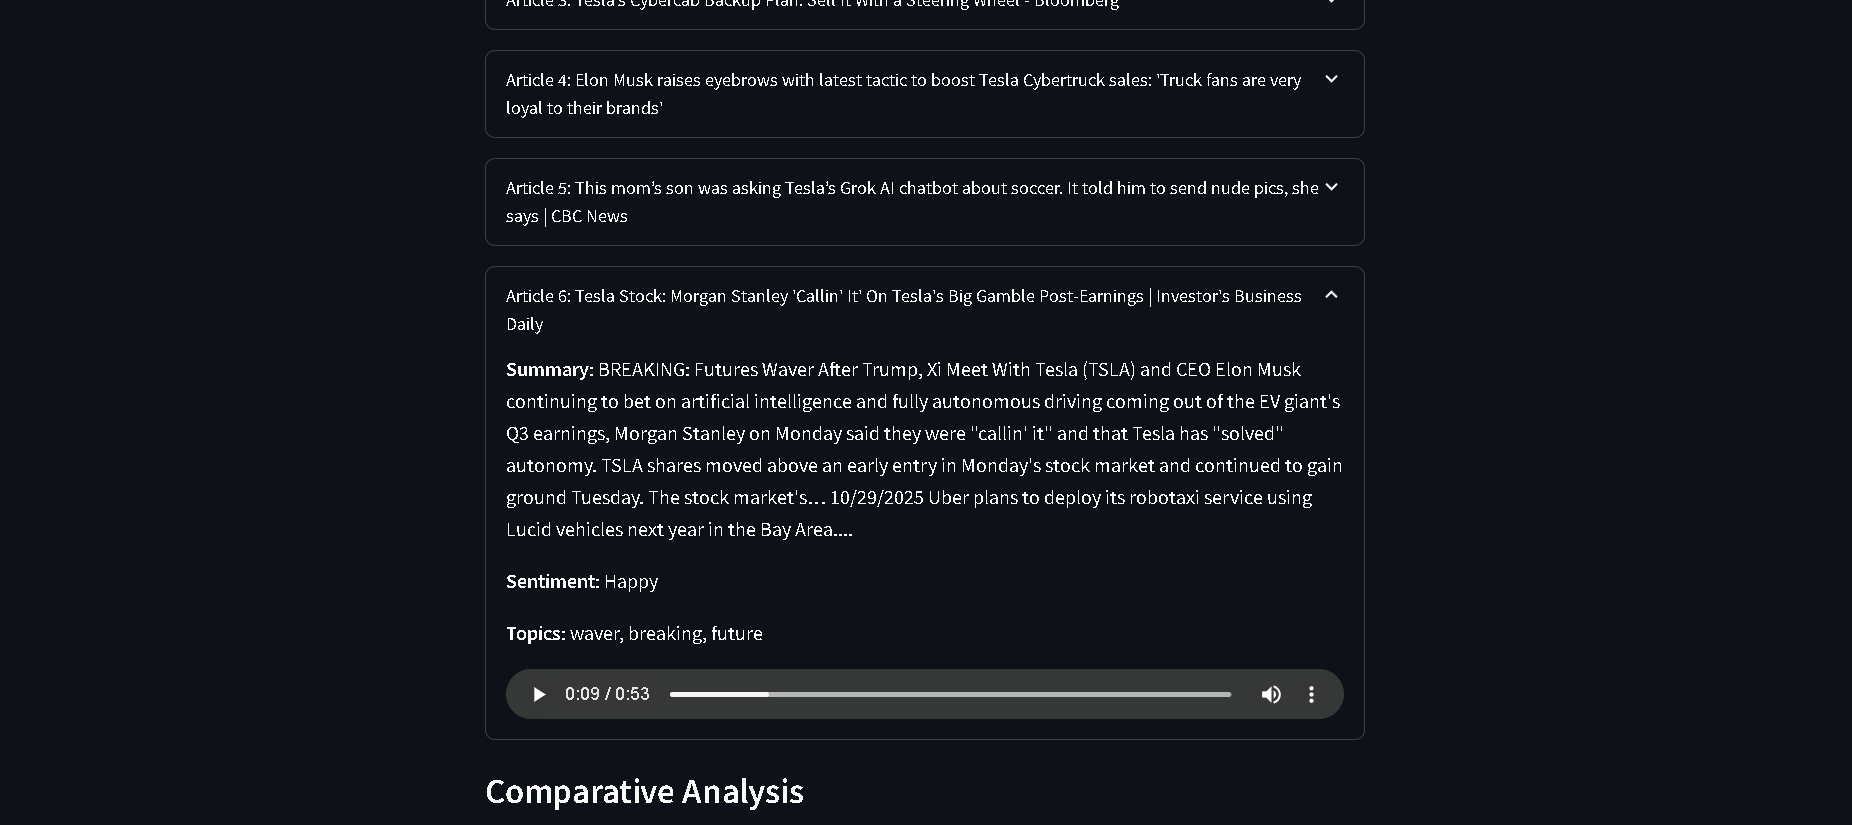 Article 3: Tesla's Cybercab Backup Plan: Sell It With a Steering Wheel - Bloomberg
Article 4: Elon Musk raises eyebrows with latest tactic to boost Tesla Cybertruck sales: 'Truck fans are very
loyal to their brands'
Article 5: This mom’s son was asking Tesla’s Grok AI chatbot about soccer. It told him to send nude pics, she
says | CBC News
Article 6: Tesla Stock: Morgan Stanley 'Callin' It' On Tesla's Big Gamble Post-Earnings | Investor's Business
Daily
Summary: BREAKING: Futures Waver After Trump, Xi Meet With Tesla (TSLA) and CEO Elon Musk
continuing to bet on artificial intelligence and fully autonomous driving coming out of the EV giant's
Q3 earnings, Morgan Stanley on Monday said they were "callin' it" and that Tesla has "solved"
autonomy. TSLA shares moved above an early entry in Monday's stock market and continued to gain
ground Tuesday. The stock market's… 10/29/2025 Uber plans to deploy its robotaxi service using
Lucid vehicles next year in the Bay Area....
Sentiment: Happy
Topics: waver, breaking, future
0:09 / 0:53
Comparative Analysis